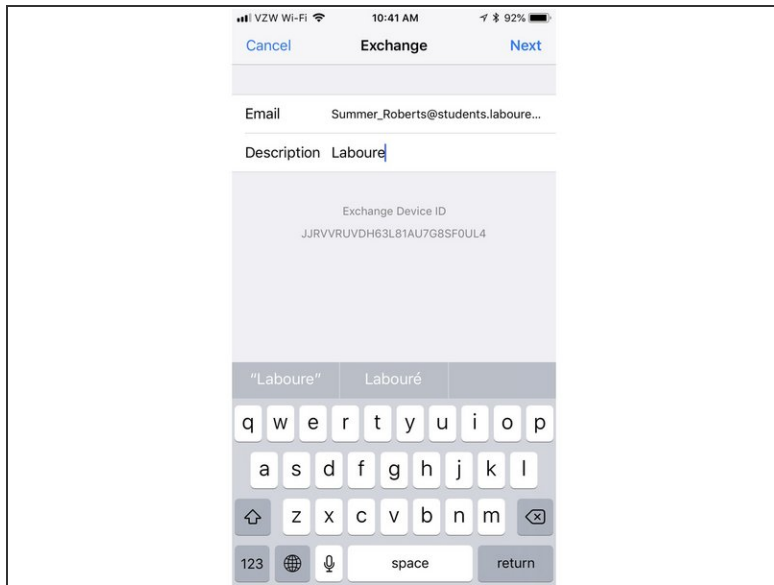 VZW Wi-Fi 10:41 AM 92%
Cancel Exchange Next
Email Summer_Roberts@students.laboure...
Description Laboure
Exchange Device ID
JJRVVRUVDH63L81AU7G8SF0UL4
"Laboure" Labouré
q w e r t y u i o p
a s d f g h j k l
z x c v b n m
123 space return